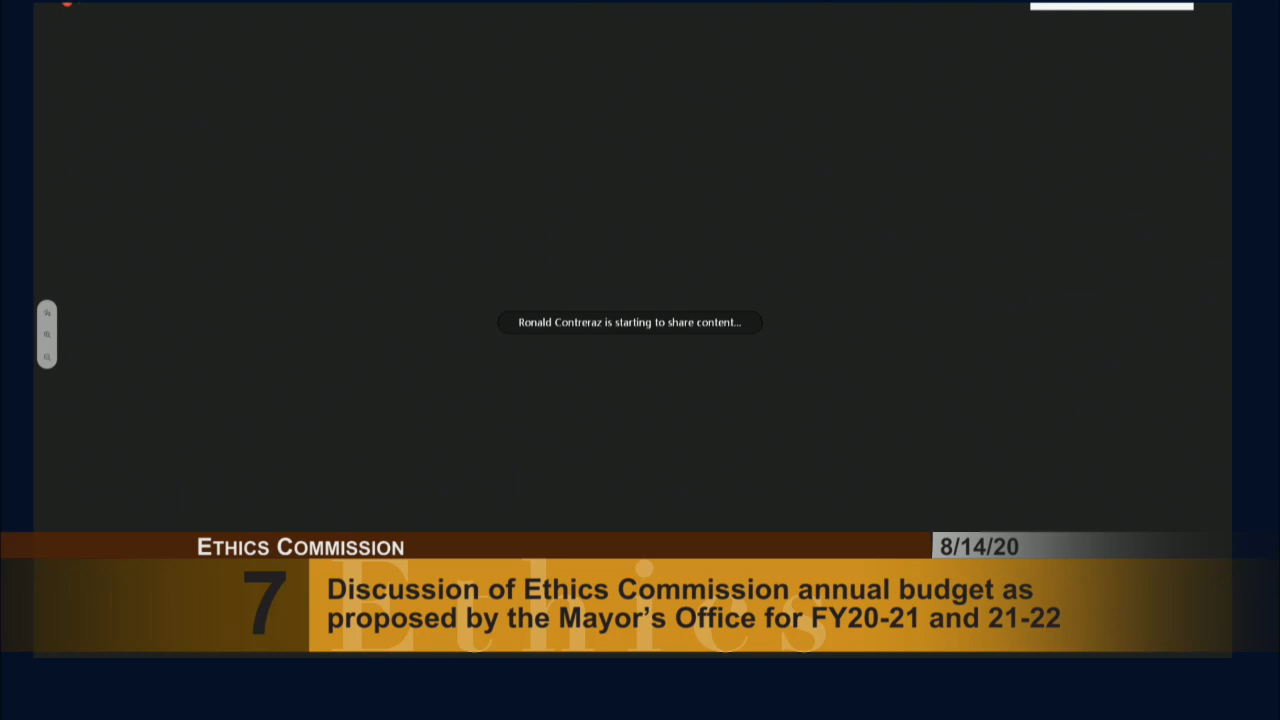 Ronald Contreraz is starting to share content...
ETHICS COMMISSION
8/14/20
Ethics
7
Discussion of Ethics Commission annual budget as
proposed by the Mayor's Office for FY20-21 and 21-22